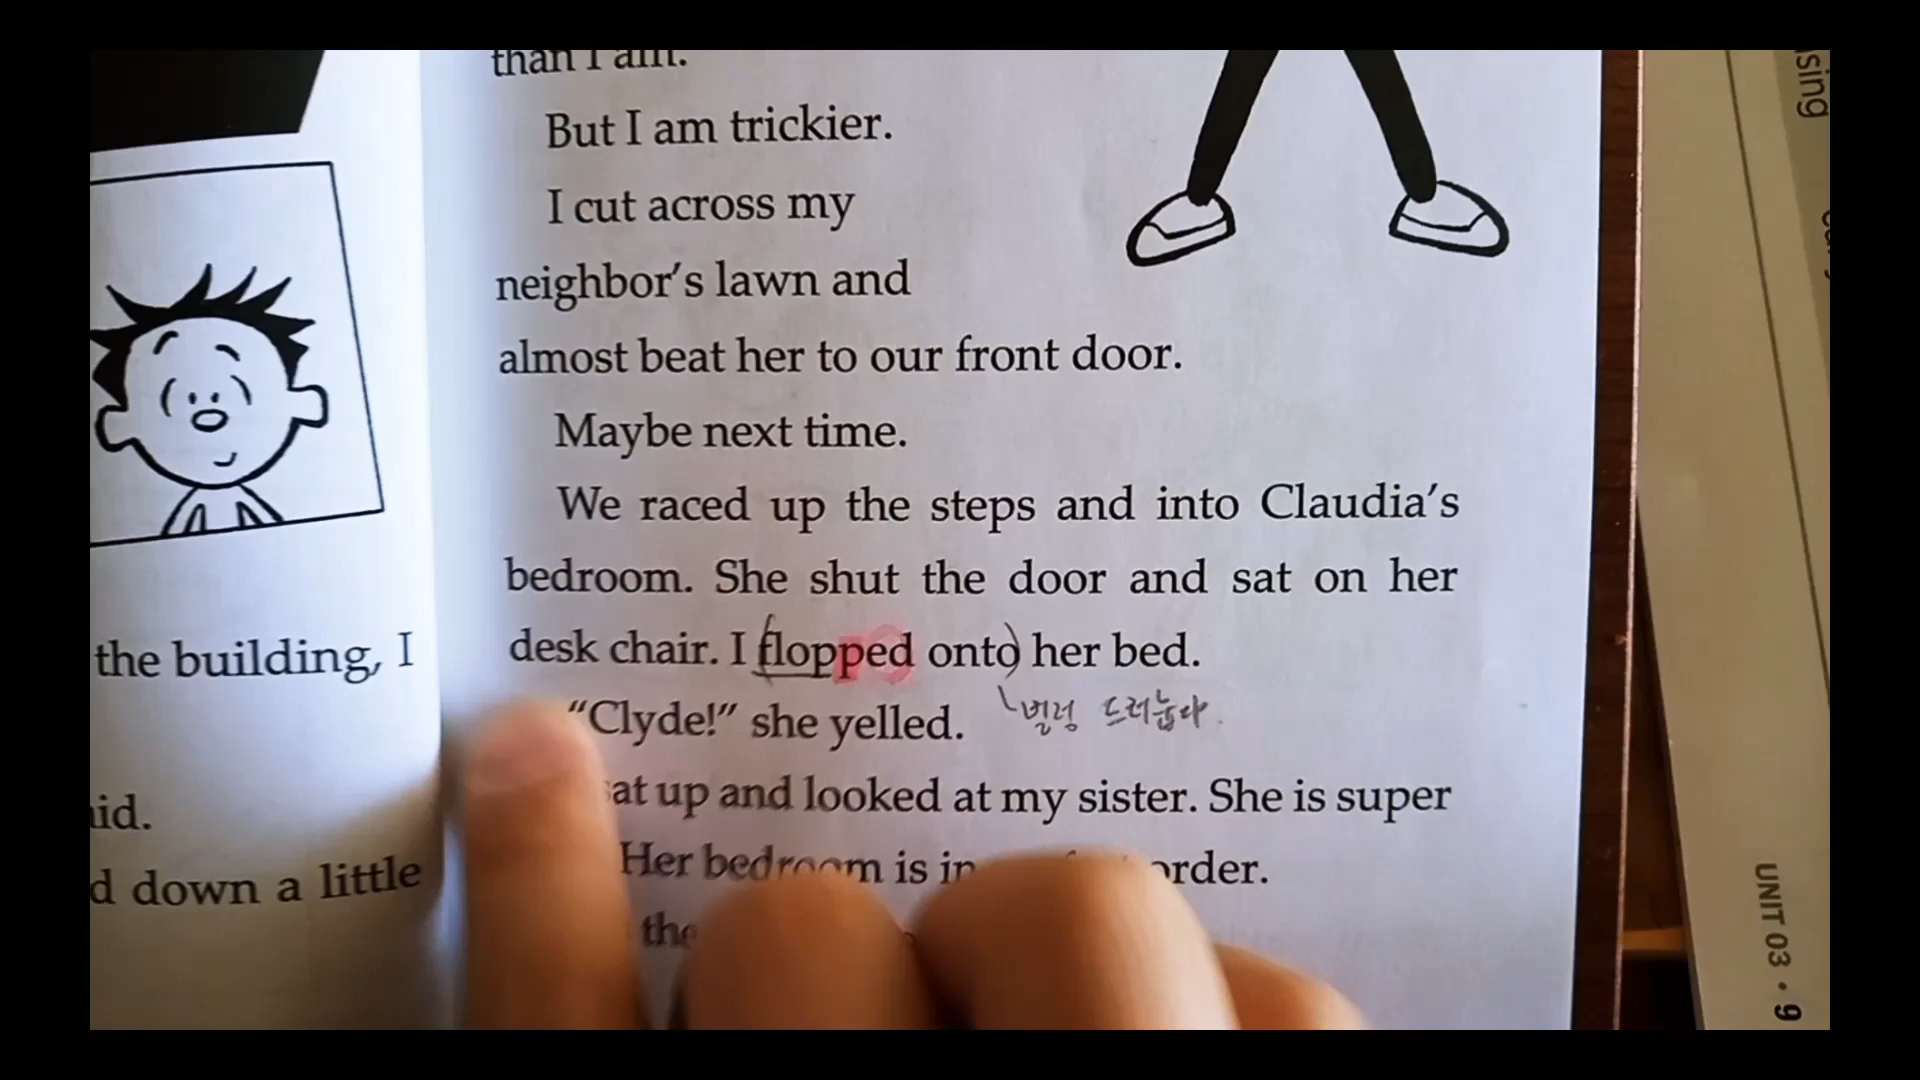 the building, I
d down a little
than I am.
But I am trickier.
I cut across my
neighbor's lawn and
almost beat her to our front door.
Maybe next time.
We raced up the steps and into Claudia's
bedroom. She shut the door and sat on her
desk chair. I (flopped onto) her bed.
벌렁 드러눕다.
"Clyde!" she yelled.
at up and looked at my sister. She is super
Her bedroom is in order.
the
sing
UNIT 03 • 9